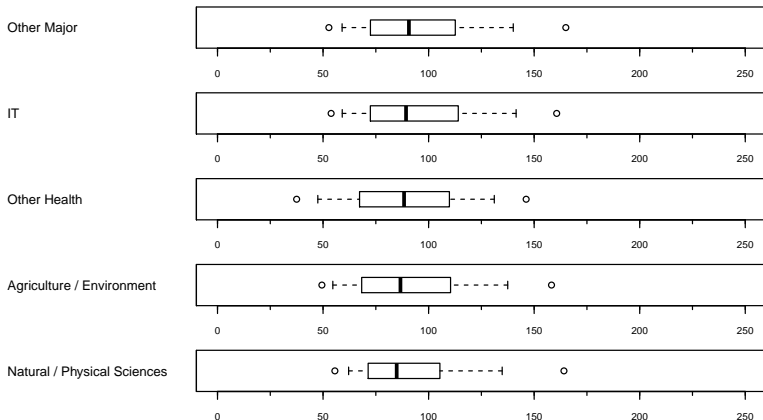 Other Major
0 50 100 150 200 250
IT
0 50 100 150 200 250
Other Health
0 50 100 150 200 250
Agriculture / Environment
0 50 100 150 200 250
Natural / Physical Sciences
0 50 100 150 200 250